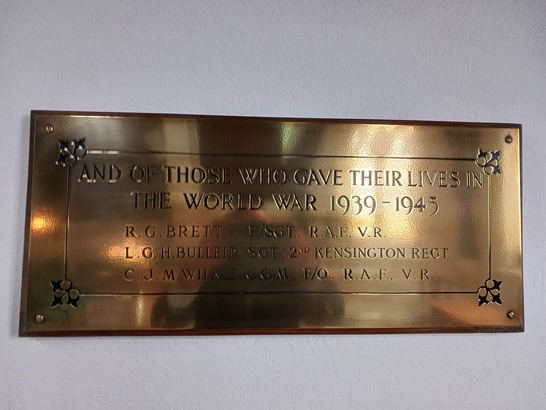 AND OF THOSE WHO GAVE THEIR LIVES IN
THE WORLD WAR 1939-1945
R.G. BRETT, F/SGT, R.A.F. V.R.
L.G.H. BULLEID, SGT, 2ND KENSINGTON REGT.
C.J.M. WILKIE, C.G.M., F/O, R.A.F., V.R.